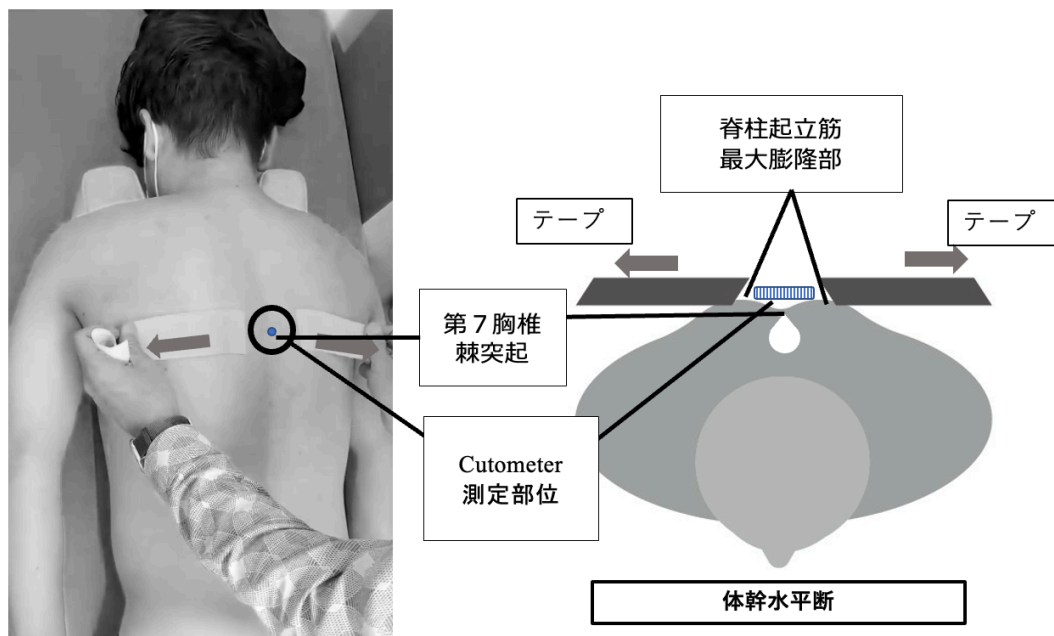 脊柱起立筋
最大膨隆部
テープ
テープ
第７胸椎
棘突起
Cutometer
測定部位
体幹水平断